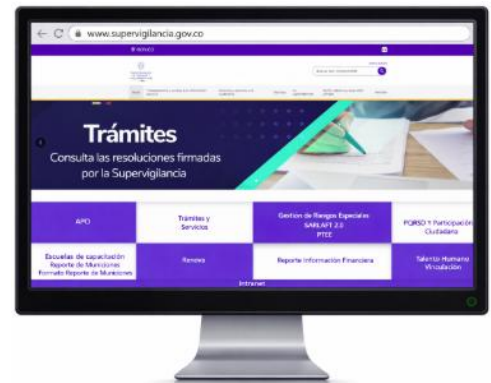 www.supervigilancia.gov.co
Trámites
Consulta las resoluciones firmadas
por la Supervigilancia
APO
Trámites y
Servicios
Gestión de Riesgos Especiales
SARLAFT 2.0
PTEE
PQRSD Y Participación
Ciudadana
Escuelas de capacitación
Reporte de Municiones
Formato Reporte de Municiones
Renova
Reporte Información Financiera
Talento Humano
Vinculación
Intranet